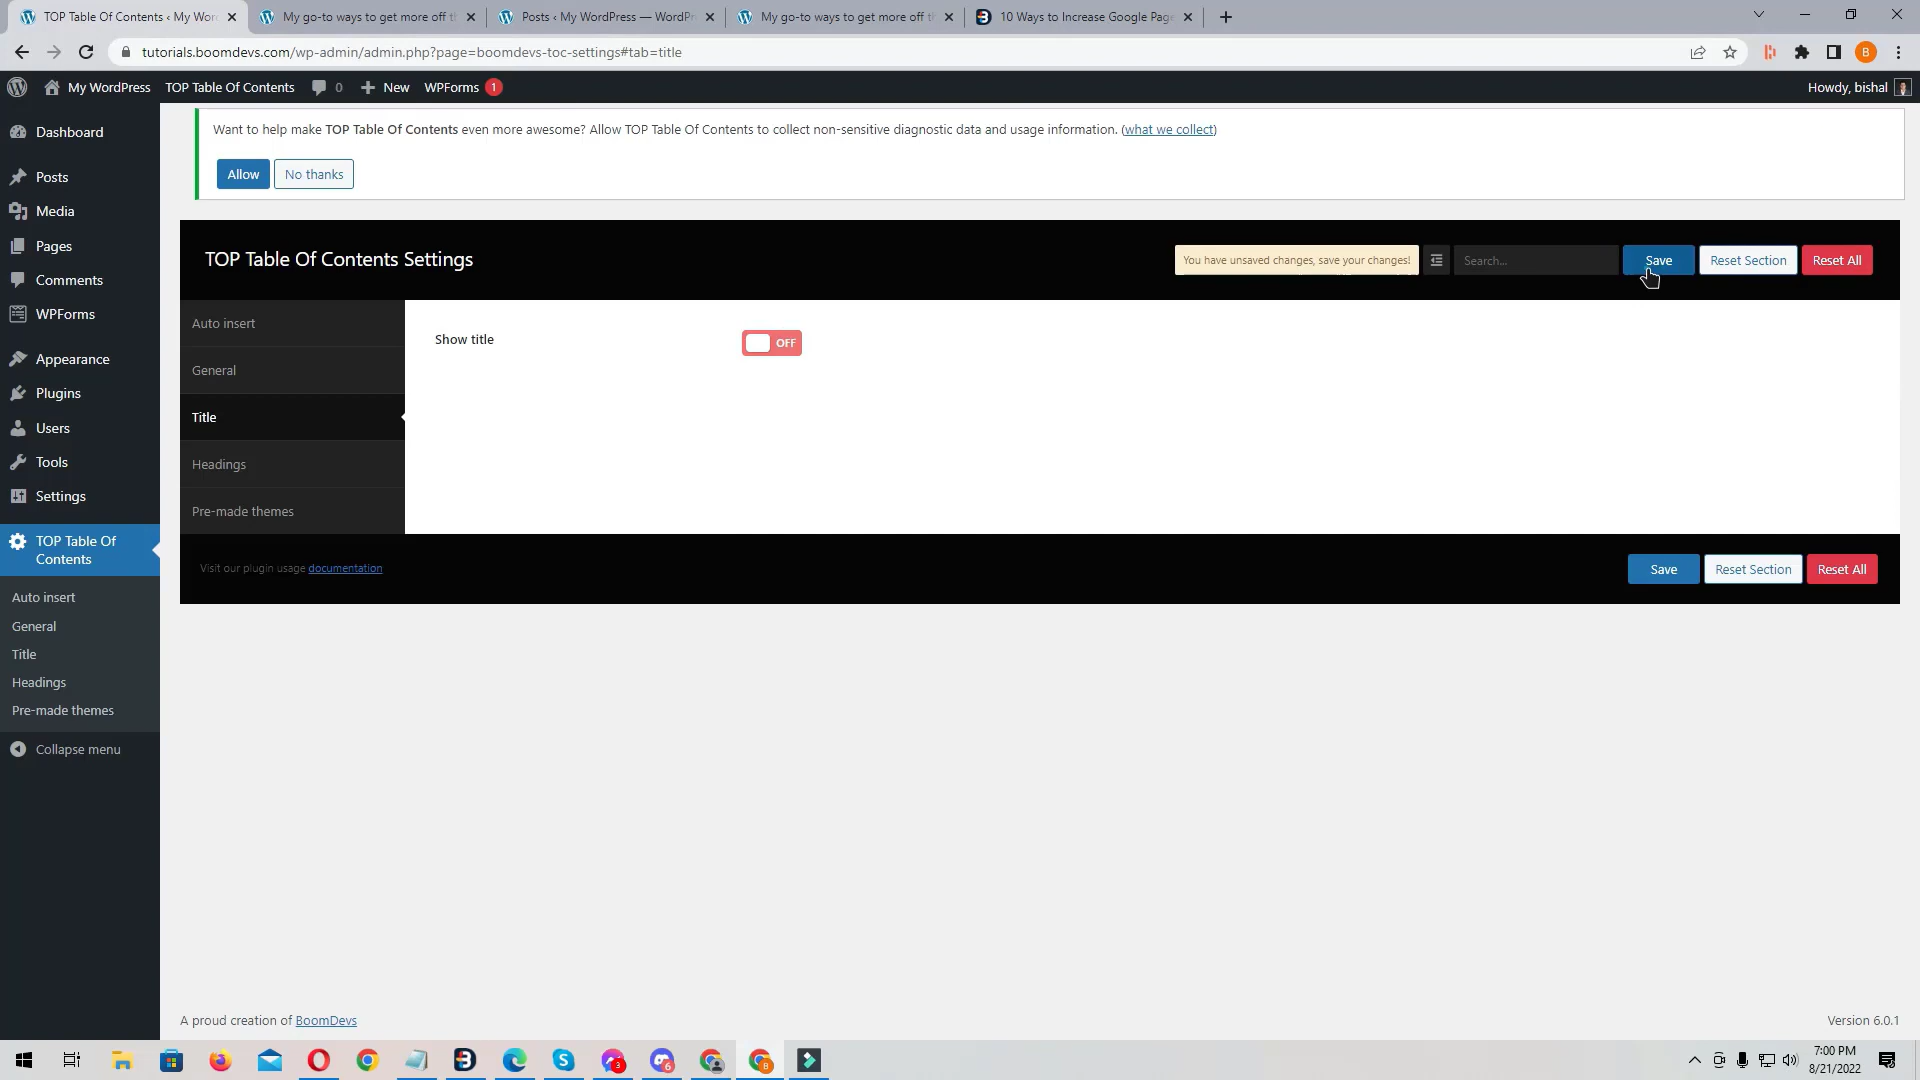 TOP Table Of Contents ‹ My Wor
My go-to ways to get more off t
Posts ‹ My WordPress — WordPr
My go-to ways to get more off t
10 Ways to Increase Google Page
tutorials.boomdevs.com/wp-admin/admin.php?page=boomdevs-toc-settings#tab=title
B
My WordPress
TOP Table Of Contents
0
New
WPForms
1
Howdy, bishal
Dashboard
Posts
Media
Pages
Comments
WPForms
Appearance
Plugins
Users
Tools
Settings
TOP Table Of
Contents
Auto insert
General
Title
Headings
Pre-made themes
Collapse menu
Want to help make TOP Table Of Contents even more awesome? Allow TOP Table Of Contents to collect non-sensitive diagnostic data and usage information. (what we collect)
Allow
No thanks
TOP Table Of Contents Settings
You have unsaved changes, save your changes!
Search...
Save
Reset Section
Reset All
Auto insert
General
Title
Headings
Pre-made themes
Show title
OFF
Visit our plugin usage documentation
Save
Reset Section
Reset All
A proud creation of BoomDevs
Version 6.0.1
3
6
B
7:00 PM
8/21/2022